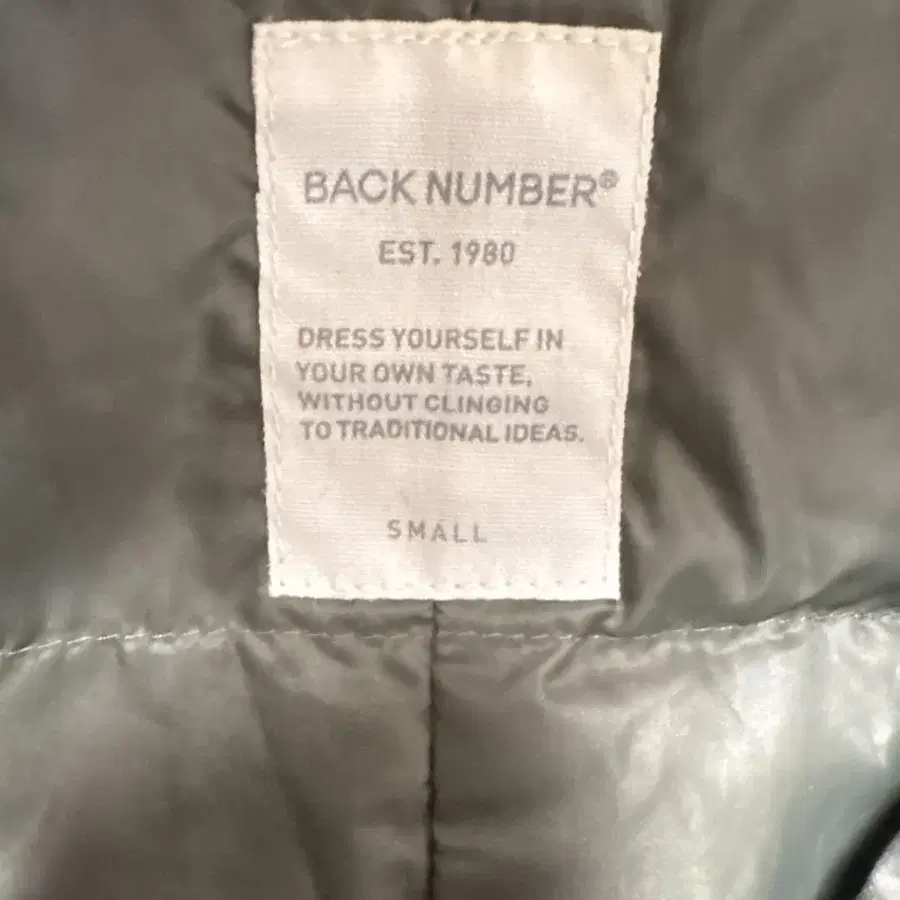 BACK NUMBER®
EST. 1980
DRESS YOURSELF IN
YOUR OWN TASTE,
WITHOUT CLINGING
TO TRADITIONAL IDEAS.
SMALL